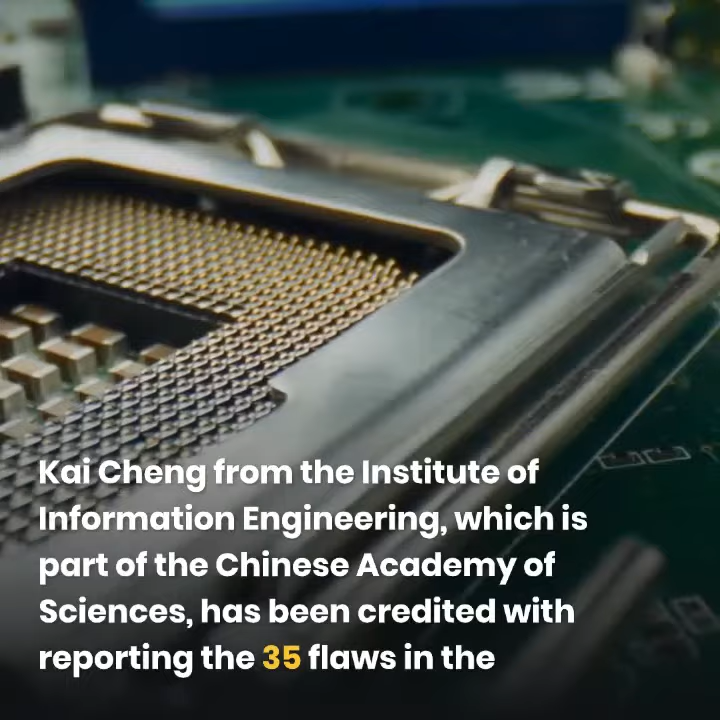 Kai Cheng from the Institute of
Information Engineering, which is
part of the Chinese Academy of
Sciences, has been credited with
reporting the 35 flaws in the